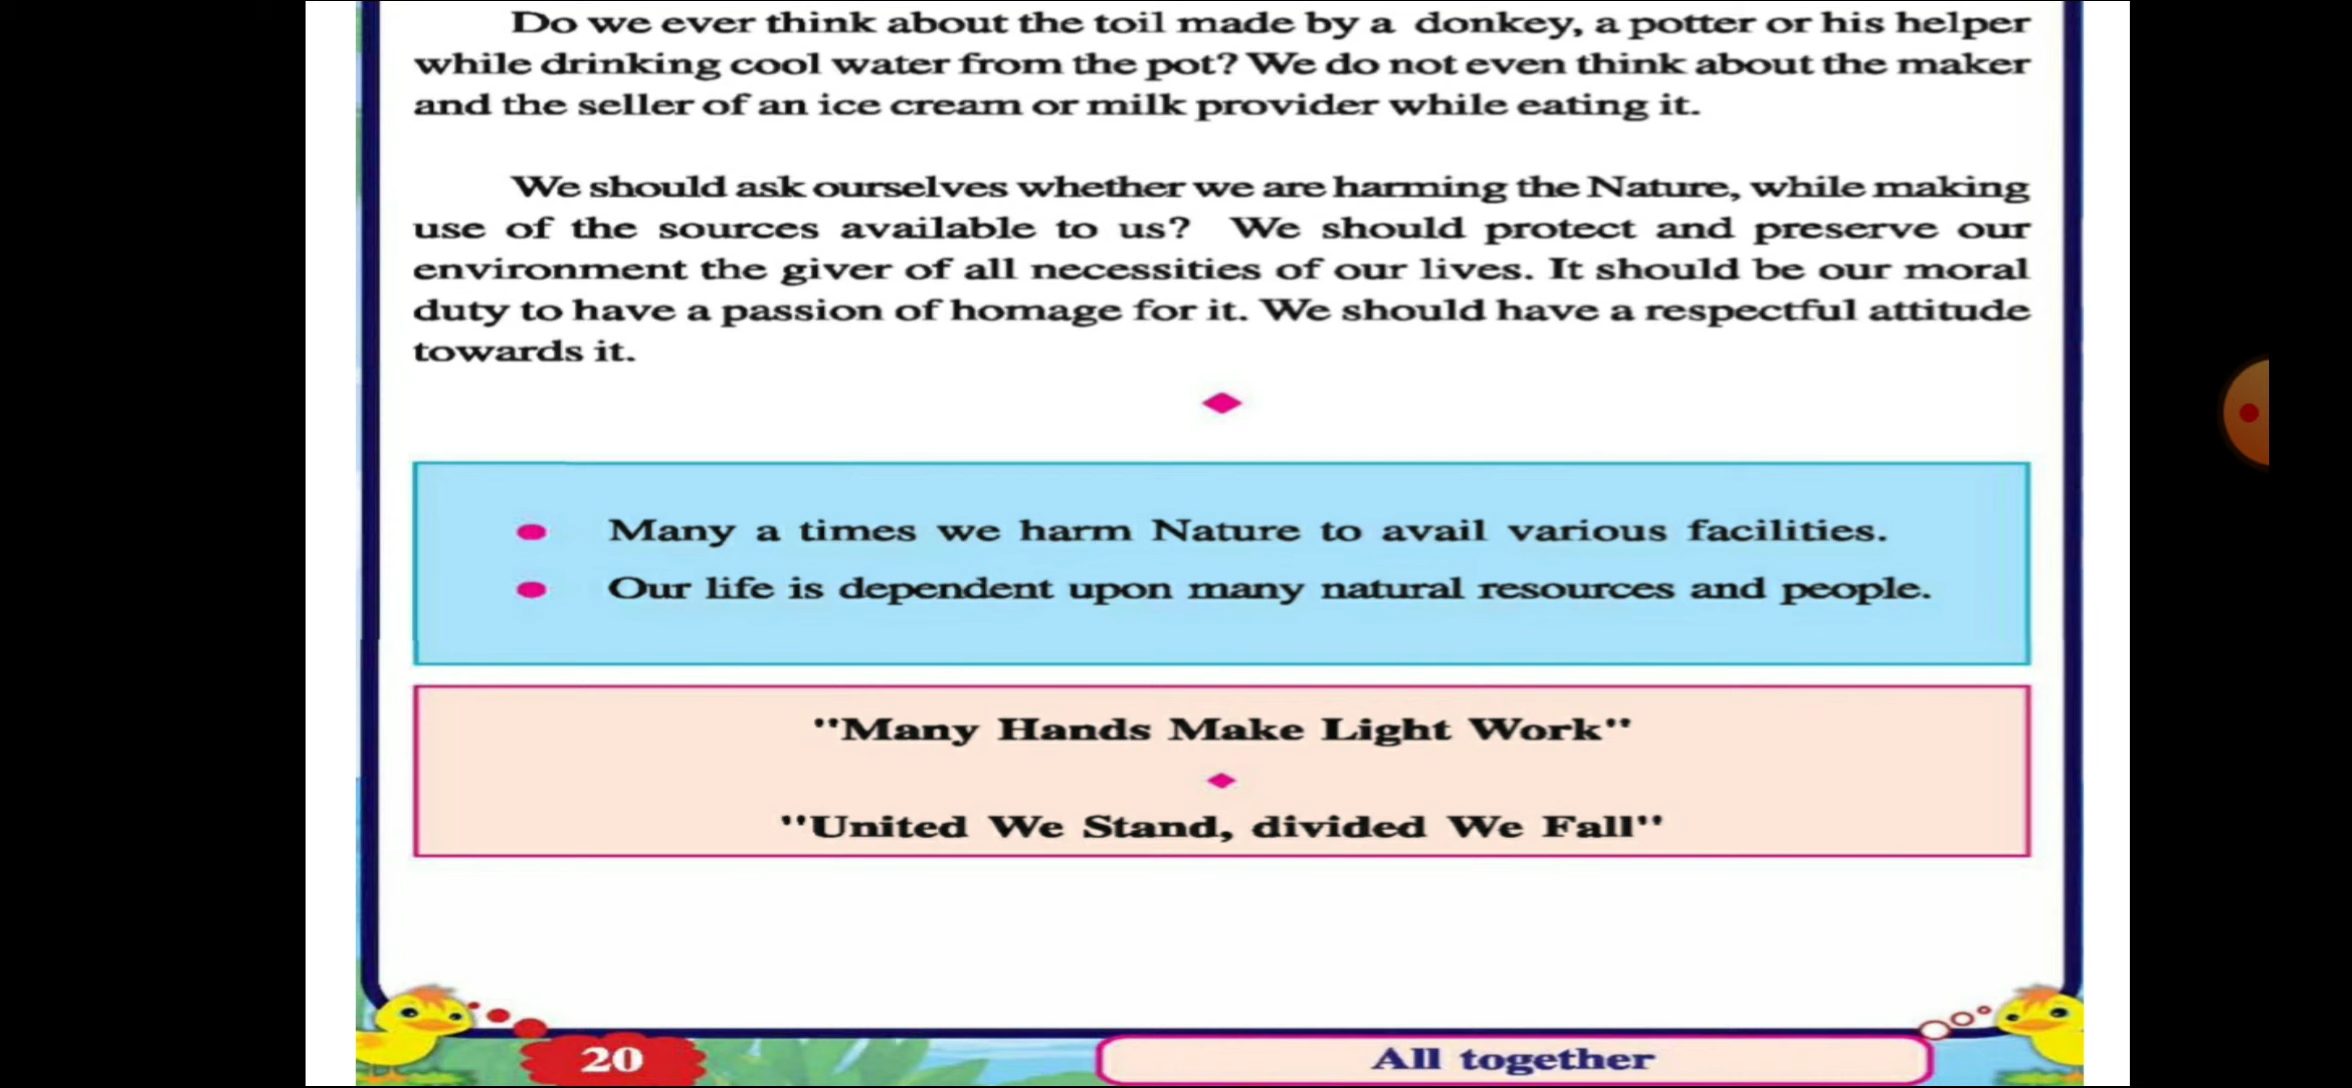 Do we ever think about the toil made by a donkey, a potter or his helper
while drinking cool water from the pot? We do not even think about the maker
and the seller of an ice cream or milk provider while eating it.
We should ask ourselves whether we are harming the Nature, while making
use of the sources available to us? We should protect and preserve our
environment the giver of all necessities of our lives. It should be our moral
duty to have a passion of homage for it. We should have a respectful attitude
towards it.
Many a times we harm Nature to avail various facilities.
Our life is dependent upon many natural resources and people.
"Many Hands Make Light Work"
"United We Stand, divided We Fall"
20
All together